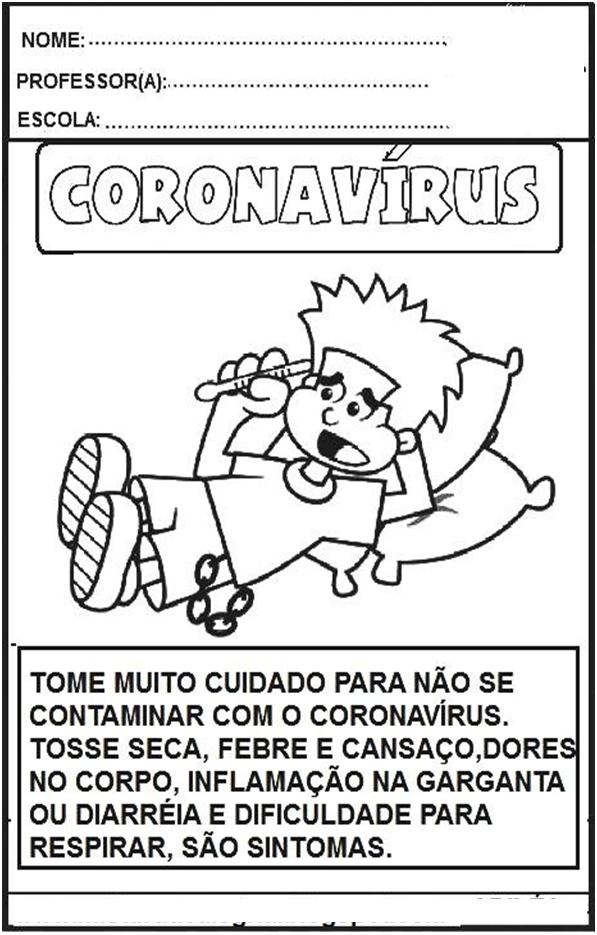 NOME:
PROFESSOR(A):
ESCOLA:
CORONAVÍRUS
TOME MUITO CUIDADO PARA NÃO SE
CONTAMINAR COM O CORONAVÍRUS.
TOSSE SECA, FEBRE E CANSAÇO,DORES
NO CORPO, INFLAMAÇÃO NA GARGANTA
OU DIARRÉIA E DIFICULDADE PARA
RESPIRAR, SÃO SINTOMAS.